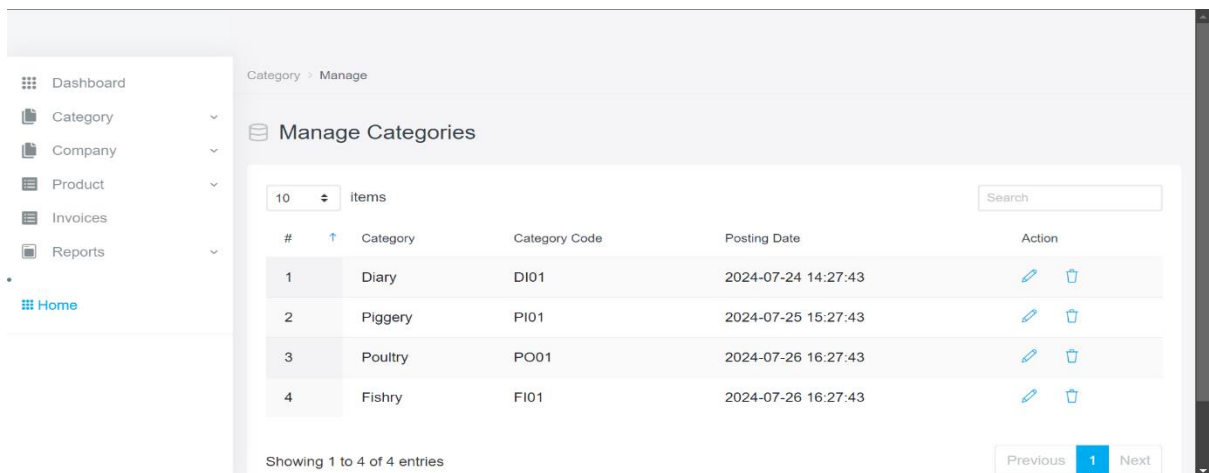 Dashboard
Category
Company
Product
Invoices
Reports
Home
Category > Manage
Manage Categories
10 items
Search
# Category Category Code Posting Date Action
1 Diary DI01 2024-07-24 14:27:43
2 Piggery PI01 2024-07-25 15:27:43
3 Poultry PO01 2024-07-26 16:27:43
4 Fishry FI01 2024-07-26 16:27:43
Showing 1 to 4 of 4 entries
Previous 1 Next